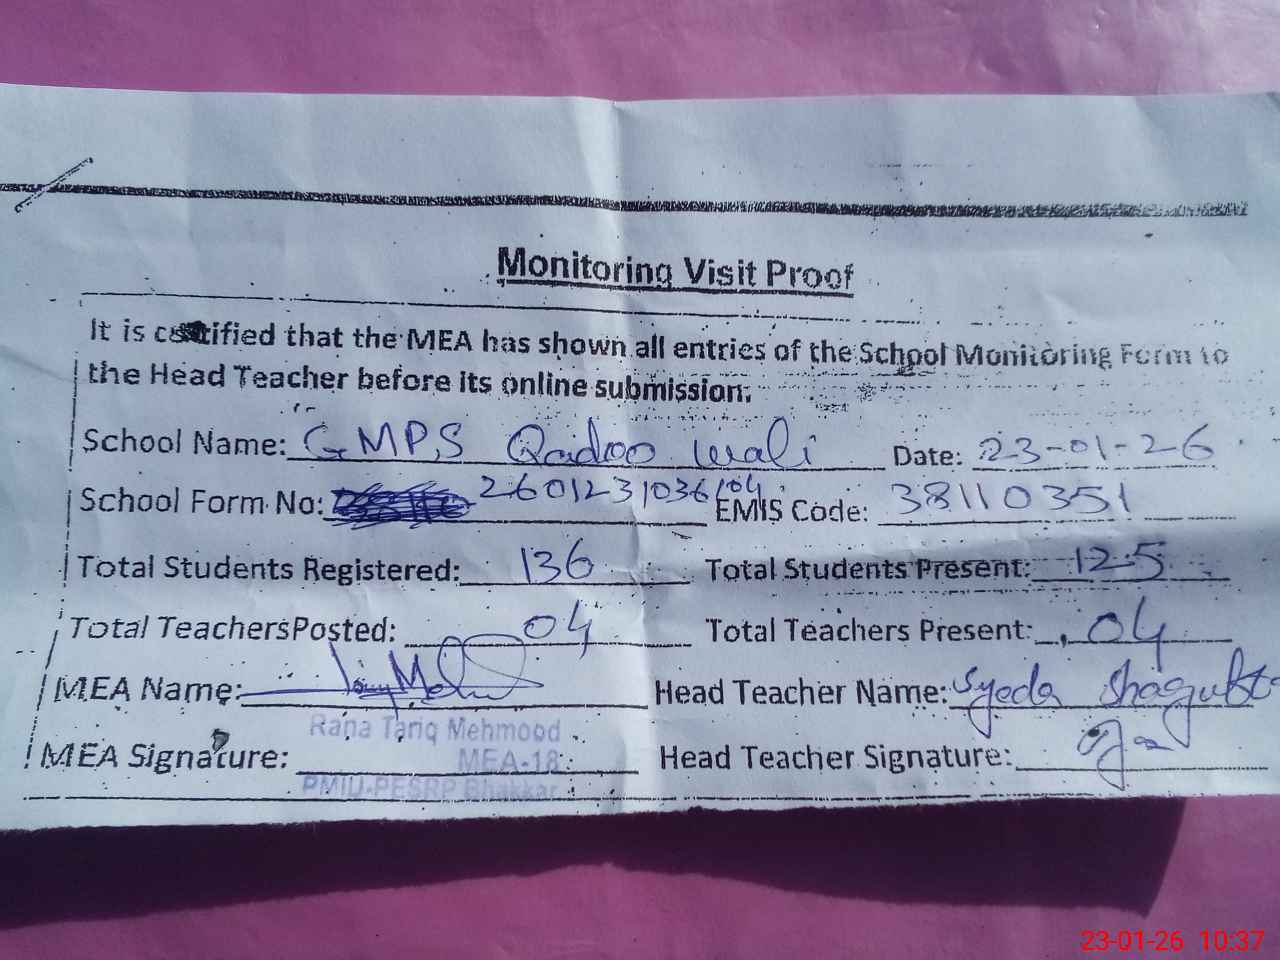 Monitoring Visit Proof
It is certified that the MEA has shown all entries of the School Monitoring Form to
the Head Teacher before its online submission.
School Name: GMPS Qadoo wali Date: 23-01-26
School Form No: 2601231036104 EMIS Code: 38110351
Total Students Registered: 136 Total Students Present: 125
Total Teachers Posted: 04 Total Teachers Present: 04
MEA Name: Head Teacher Name: Syeda Shagufta
Rana Tariq Mehmood
MEA Signature: MEA-18 Head Teacher Signature:
PMIU-PESRP Bhakkar
23-01-26 10:37